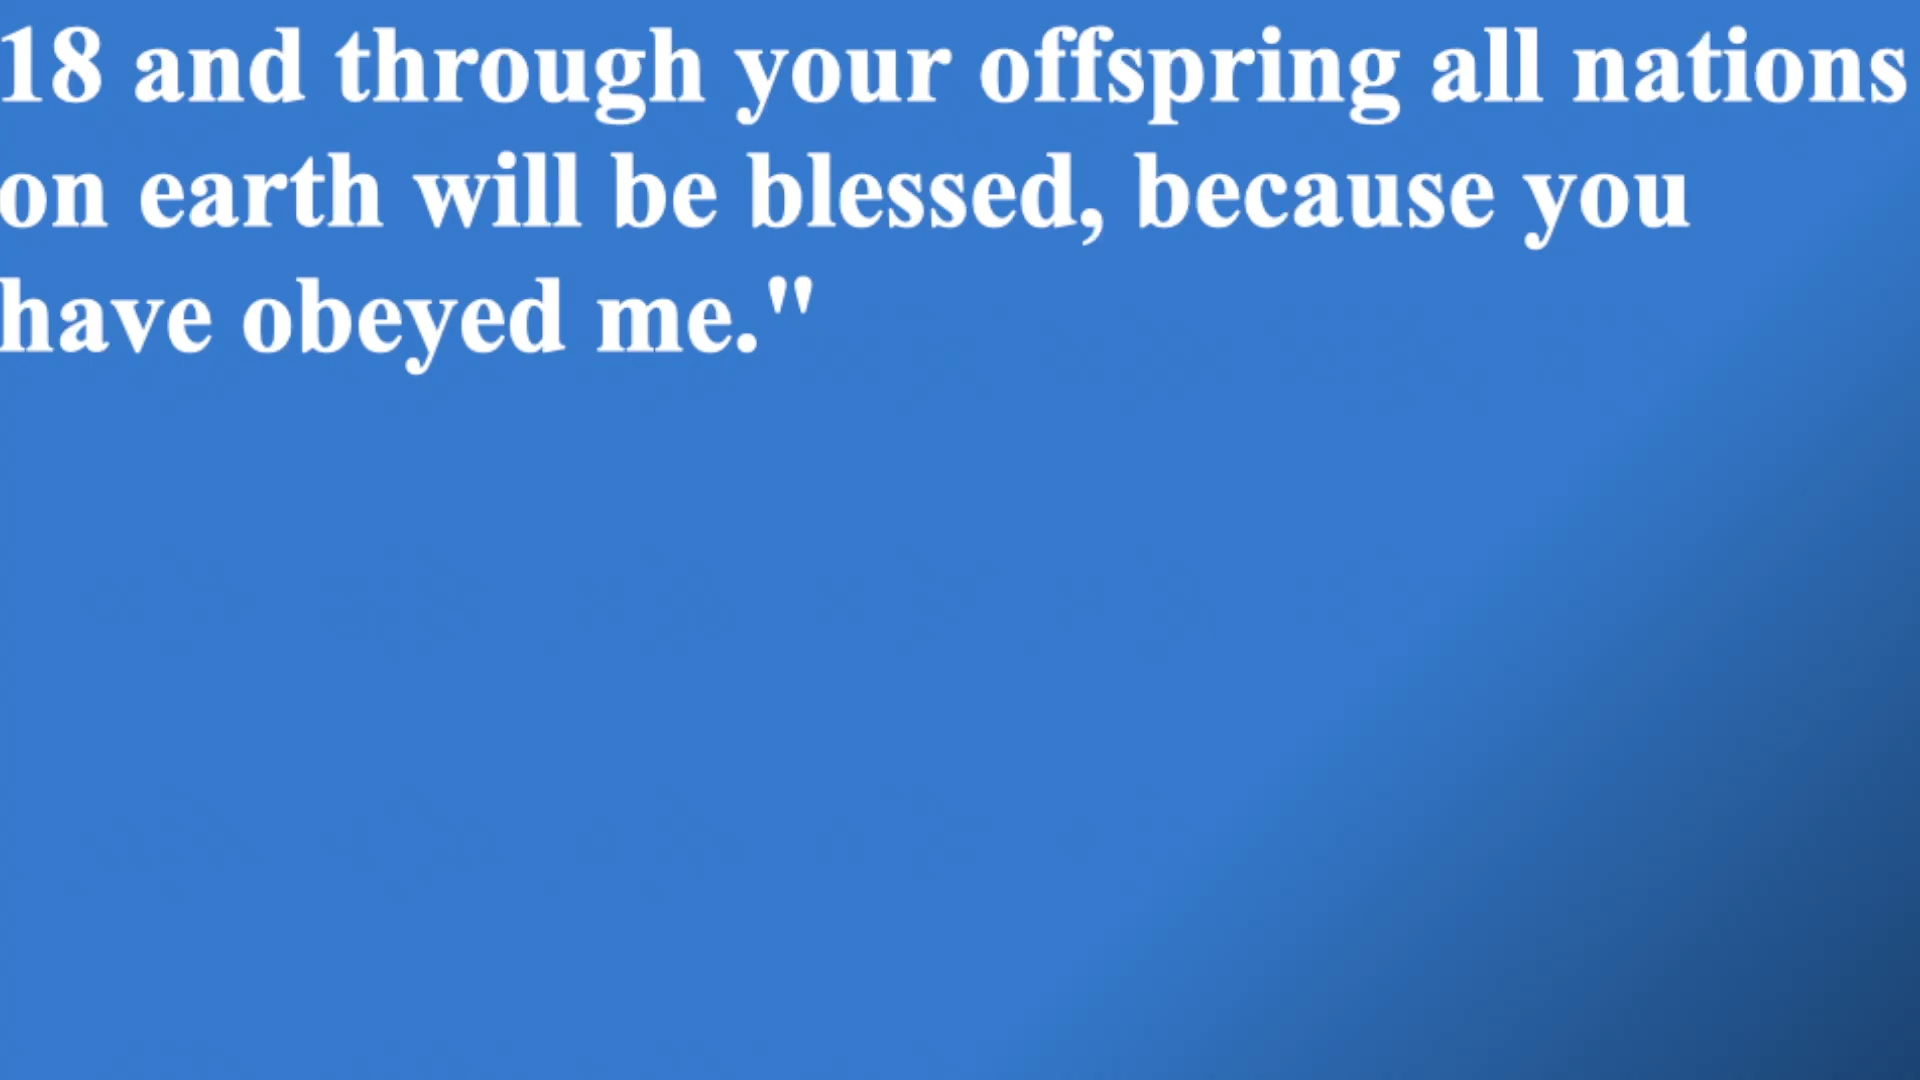 18 and through your offspring all nations
on earth will be blessed, because you
have obeyed me."